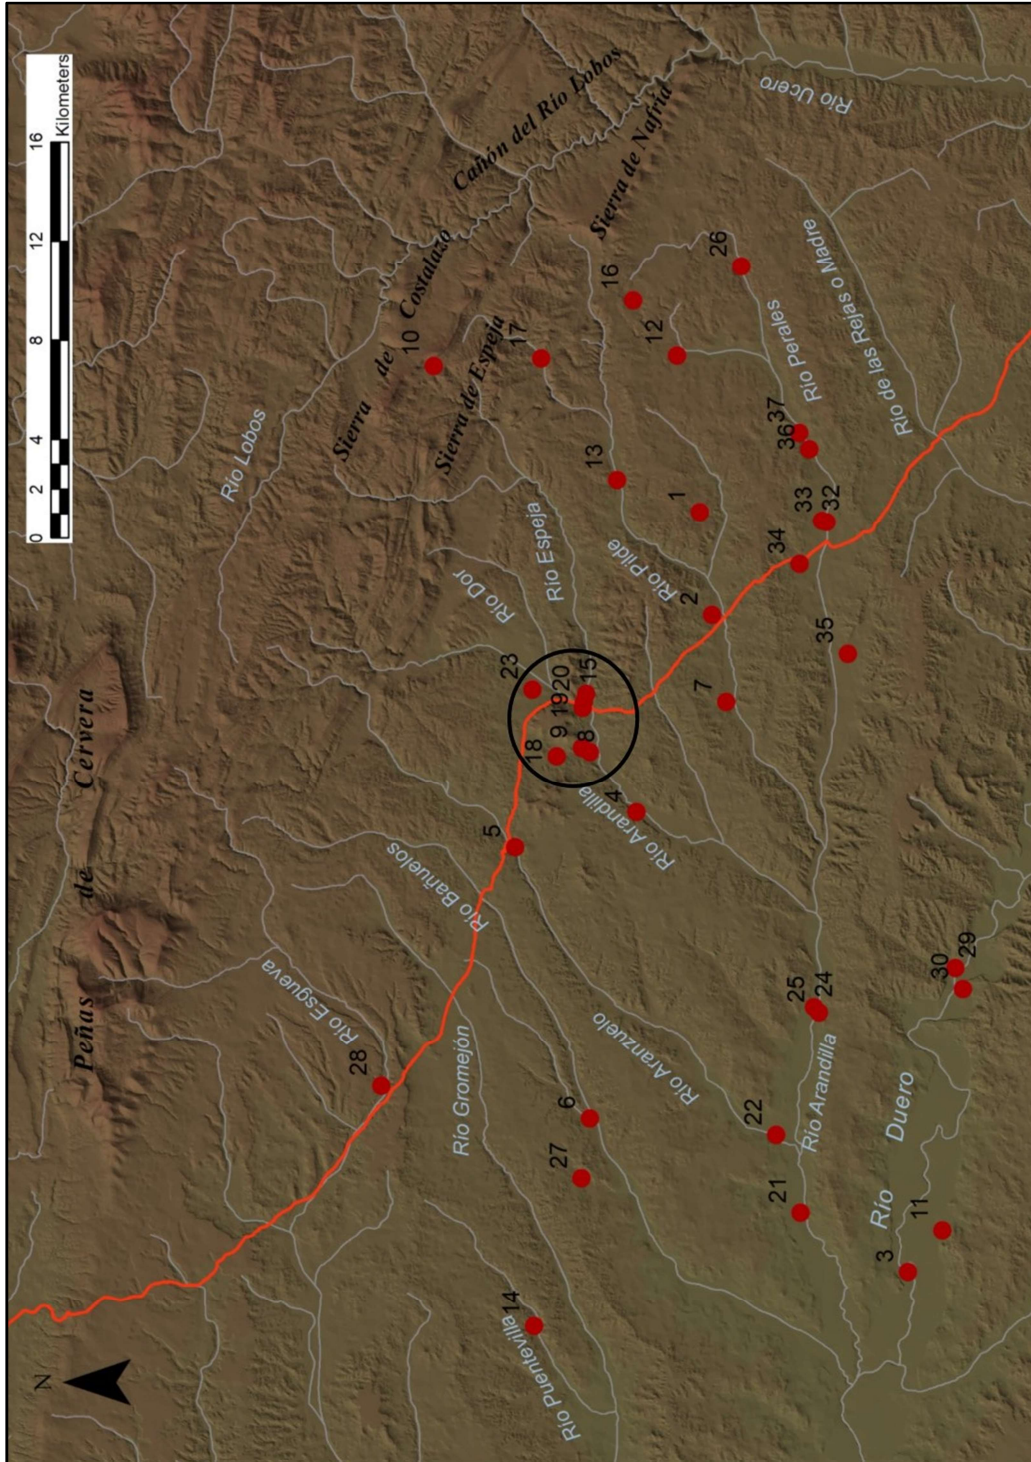 N
0 2 4 8 12 16
Kilometers
Peñas de Cervera
Río Lobos
Río Esgueva
28
Sierra de Costalazo
10
Río Bañuelos
Río Gromejón
Sierra de Espeja
Cañón del Río Lobos
Río Dor
5
23
17
14
Río Puentevilla
18
Río Espeja
9
19
20
27
6
8
15
13
Sierra de Nafría
4
Río Arandilla
16
Río Pilde
12
Río Aranzuelo
1
2
7
26
22
21
34
36
37
Río Perales
25
24
33
32
Río Arandilla
35
Río Ucero
Río de las Rejas o Madre
Río Duero
3
11
30
29